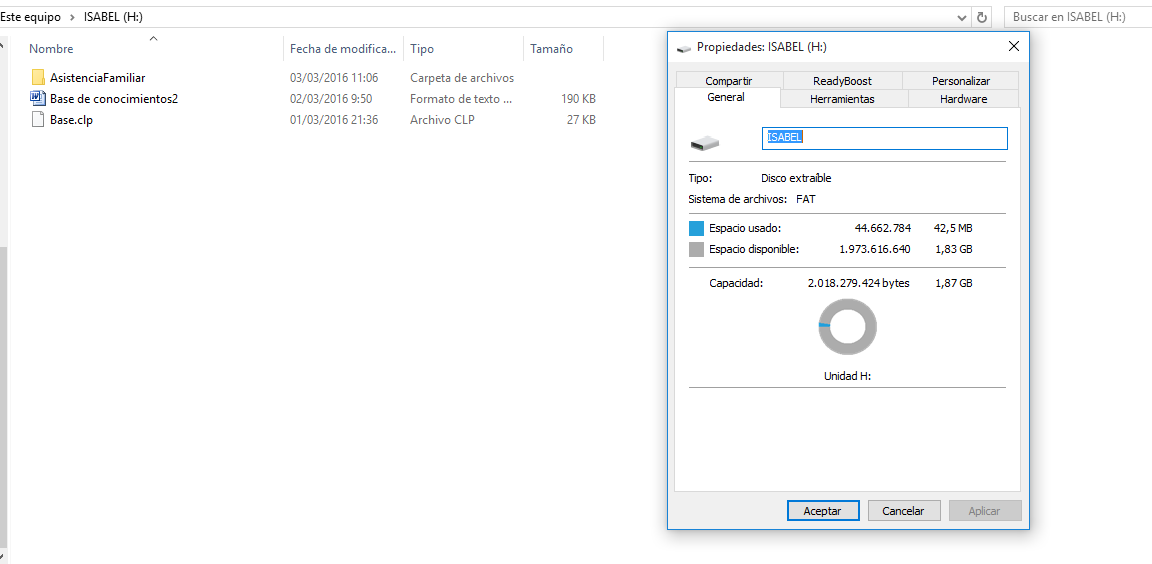 Este equipo > ISABEL (H:)
Buscar en ISABEL (H:)
Nombre Fecha de modifica... Tipo Tamaño
AsistenciaFamiliar 03/03/2016 11:06 Carpeta de archivos
Base de conocimientos2 02/03/2016 9:50 Formato de texto ... 190 KB
Base.clp 01/03/2016 21:36 Archivo CLP 27 KB
Propiedades: ISABEL (H:)
Compartir ReadyBoost Personalizar
General Herramientas Hardware
ISABEL
Tipo: Disco extraíble
Sistema de archivos: FAT
Espacio usado: 44.662.784 42,5 MB
Espacio disponible: 1.973.616.640 1,83 GB
Capacidad: 2.018.279.424 bytes 1,87 GB
Unidad H:
Aceptar Cancelar Aplicar